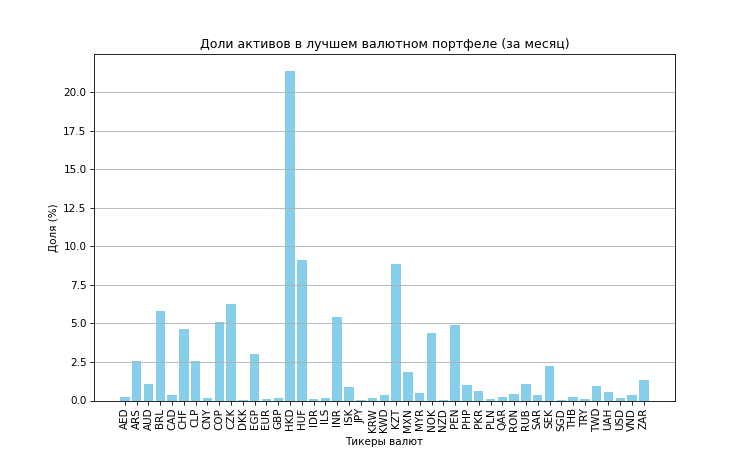 Доли активов в лучшем валютном портфеле (за месяц)
Доля (%)
20.0
17.5
15.0
12.5
10.0
7.5
5.0
2.5
0.0
AED
ARS
AUD
BRL
CAD
CHF
CLP
CNY
COP
CZK
DKK
EGP
EUR
GBP
HKD
HUF
IDR
ILS
INR
ISK
JPY
KRW
KWD
KZT
MXN
MYR
NOK
NZD
PEN
PHP
PKR
PLN
QAR
RON
RUB
SAR
SEK
SGD
THB
TRY
TWD
UAH
USD
VND
ZAR
Тикеры валют